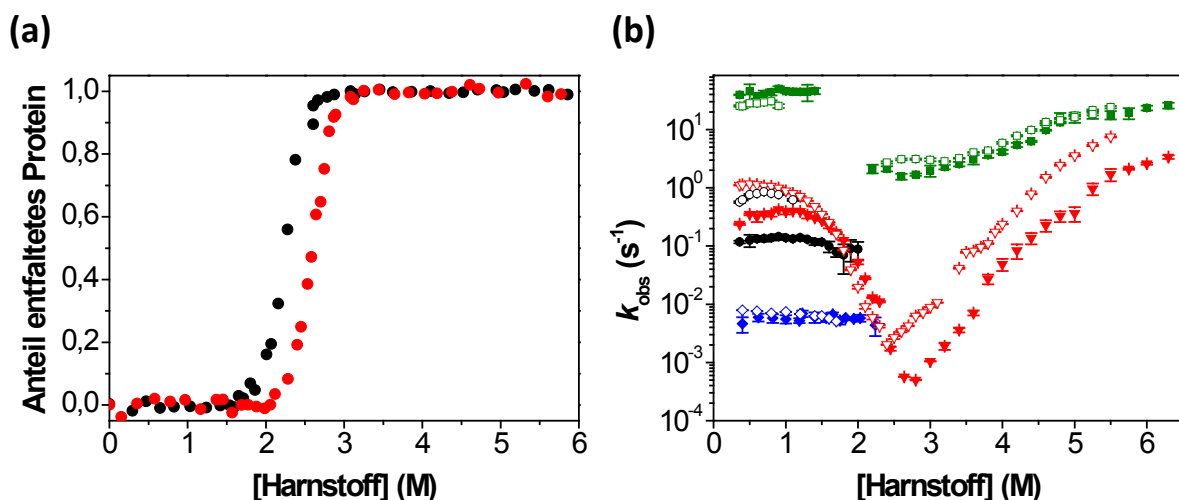 (a)
Anteil entfaltetes Protein
1,0
0,8
0,6
0,4
0,2
0,0
0 1 2 3 4 5 6
[Harnstoff] (M)
(b)
k_obs (s⁻¹)
10¹
10⁰
10⁻¹
10⁻²
10⁻³
10⁻⁴
0 1 2 3 4 5 6
[Harnstoff] (M)